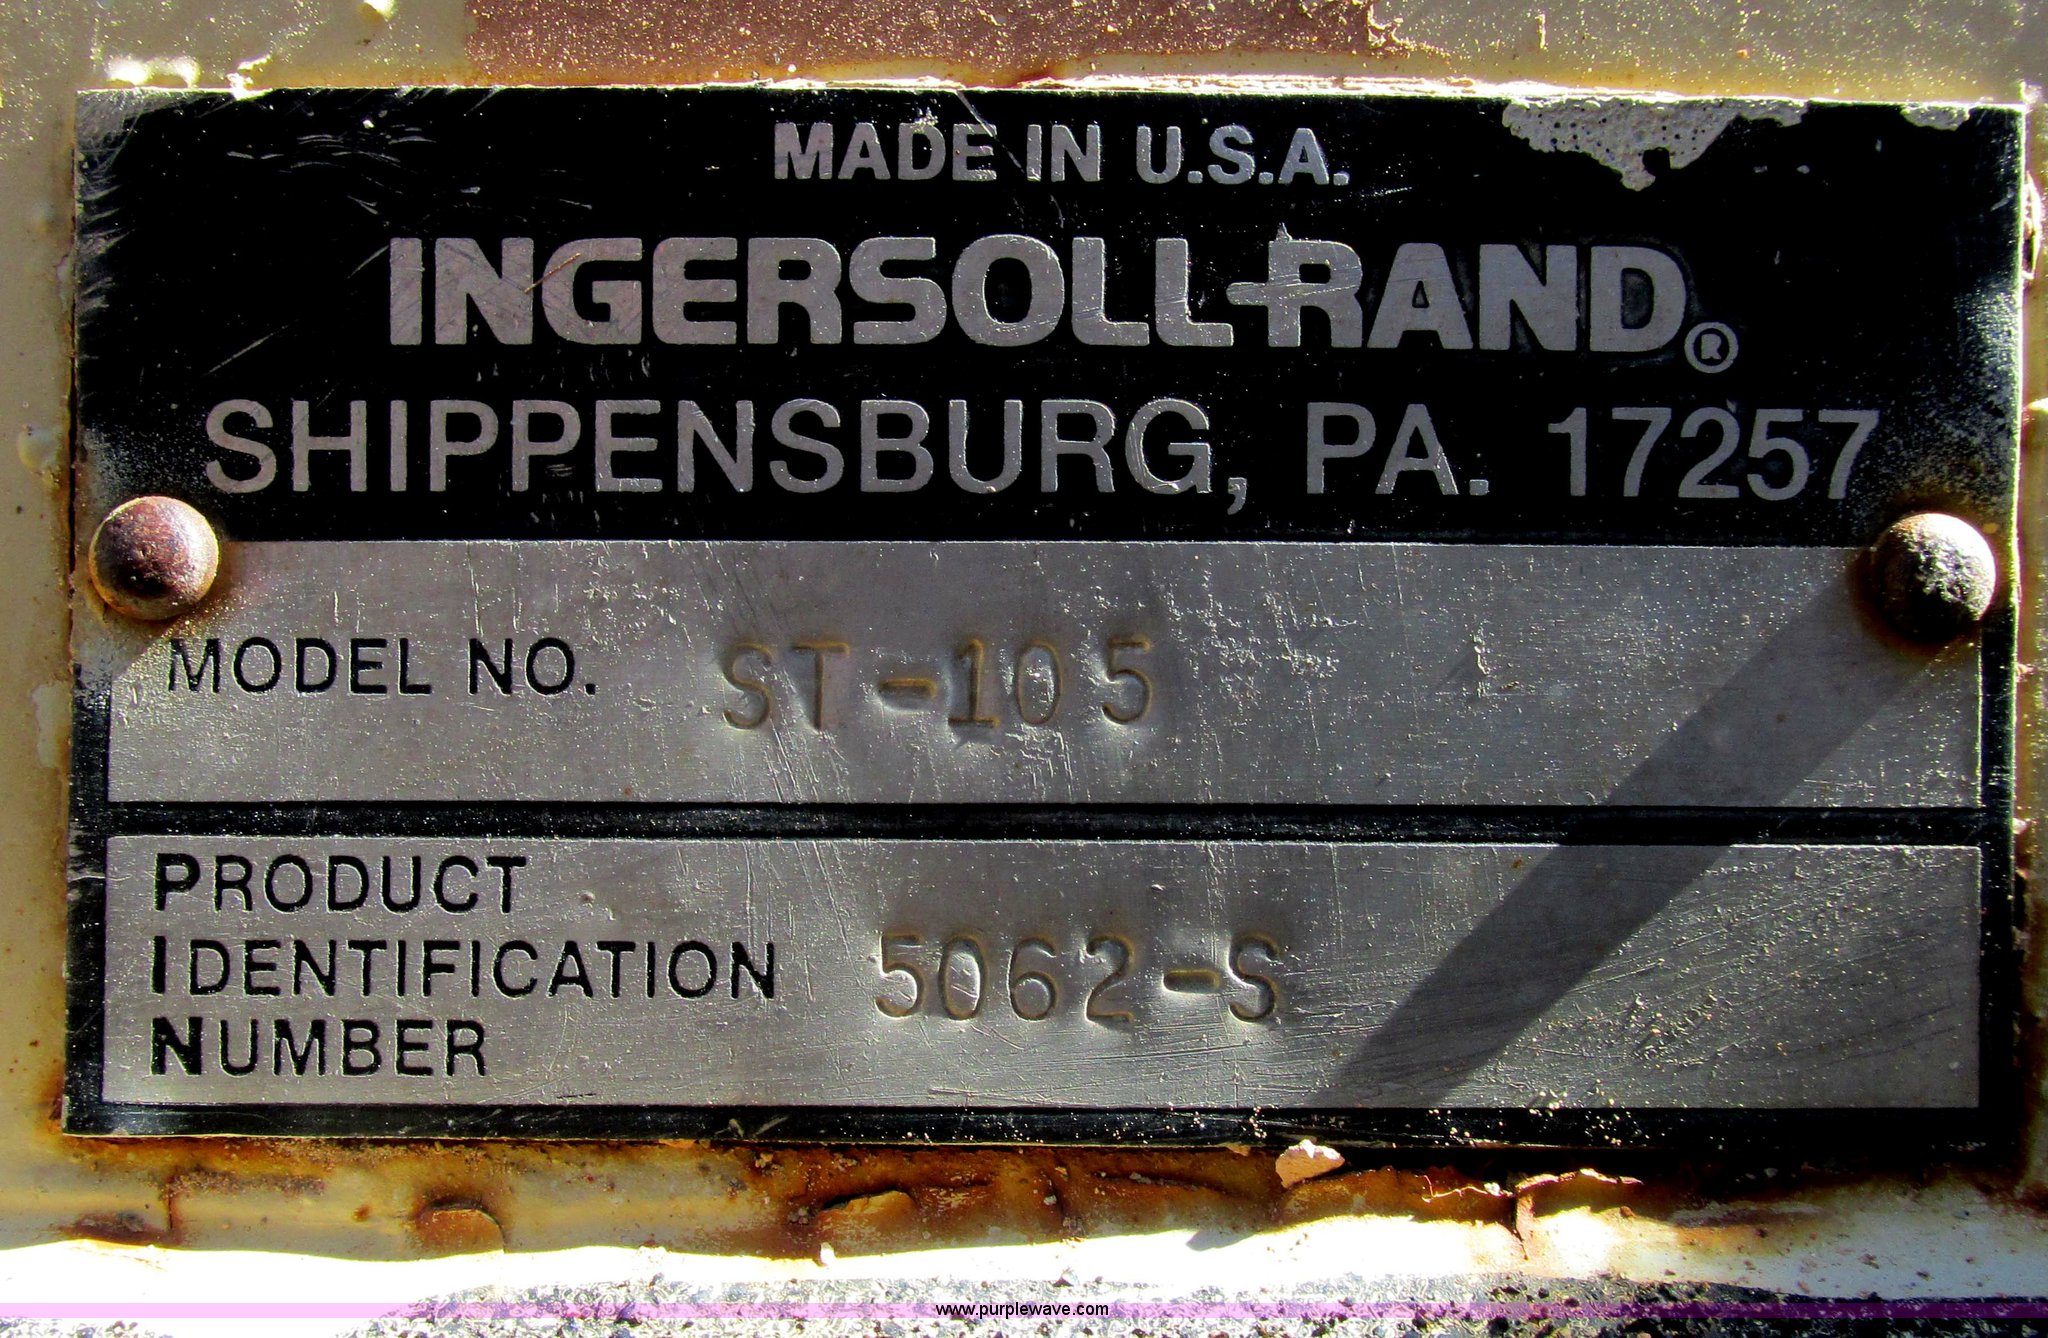 MADE IN U.S.A.
INGERSOLL-RAND®
SHIPPENSBURG, PA. 17257
MODEL NO. ST-105
PRODUCT
IDENTIFICATION 5062-S
NUMBER
www.purplewave.com